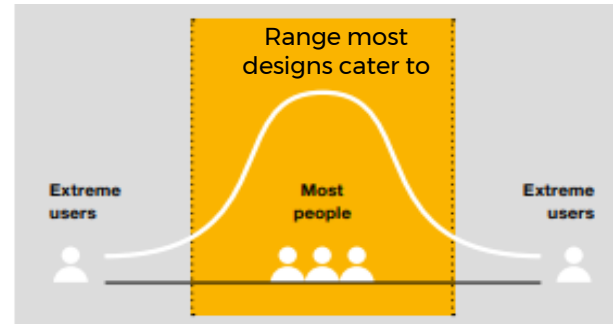 Range most
designs cater to
Extreme
users
Most
people
Extreme
users